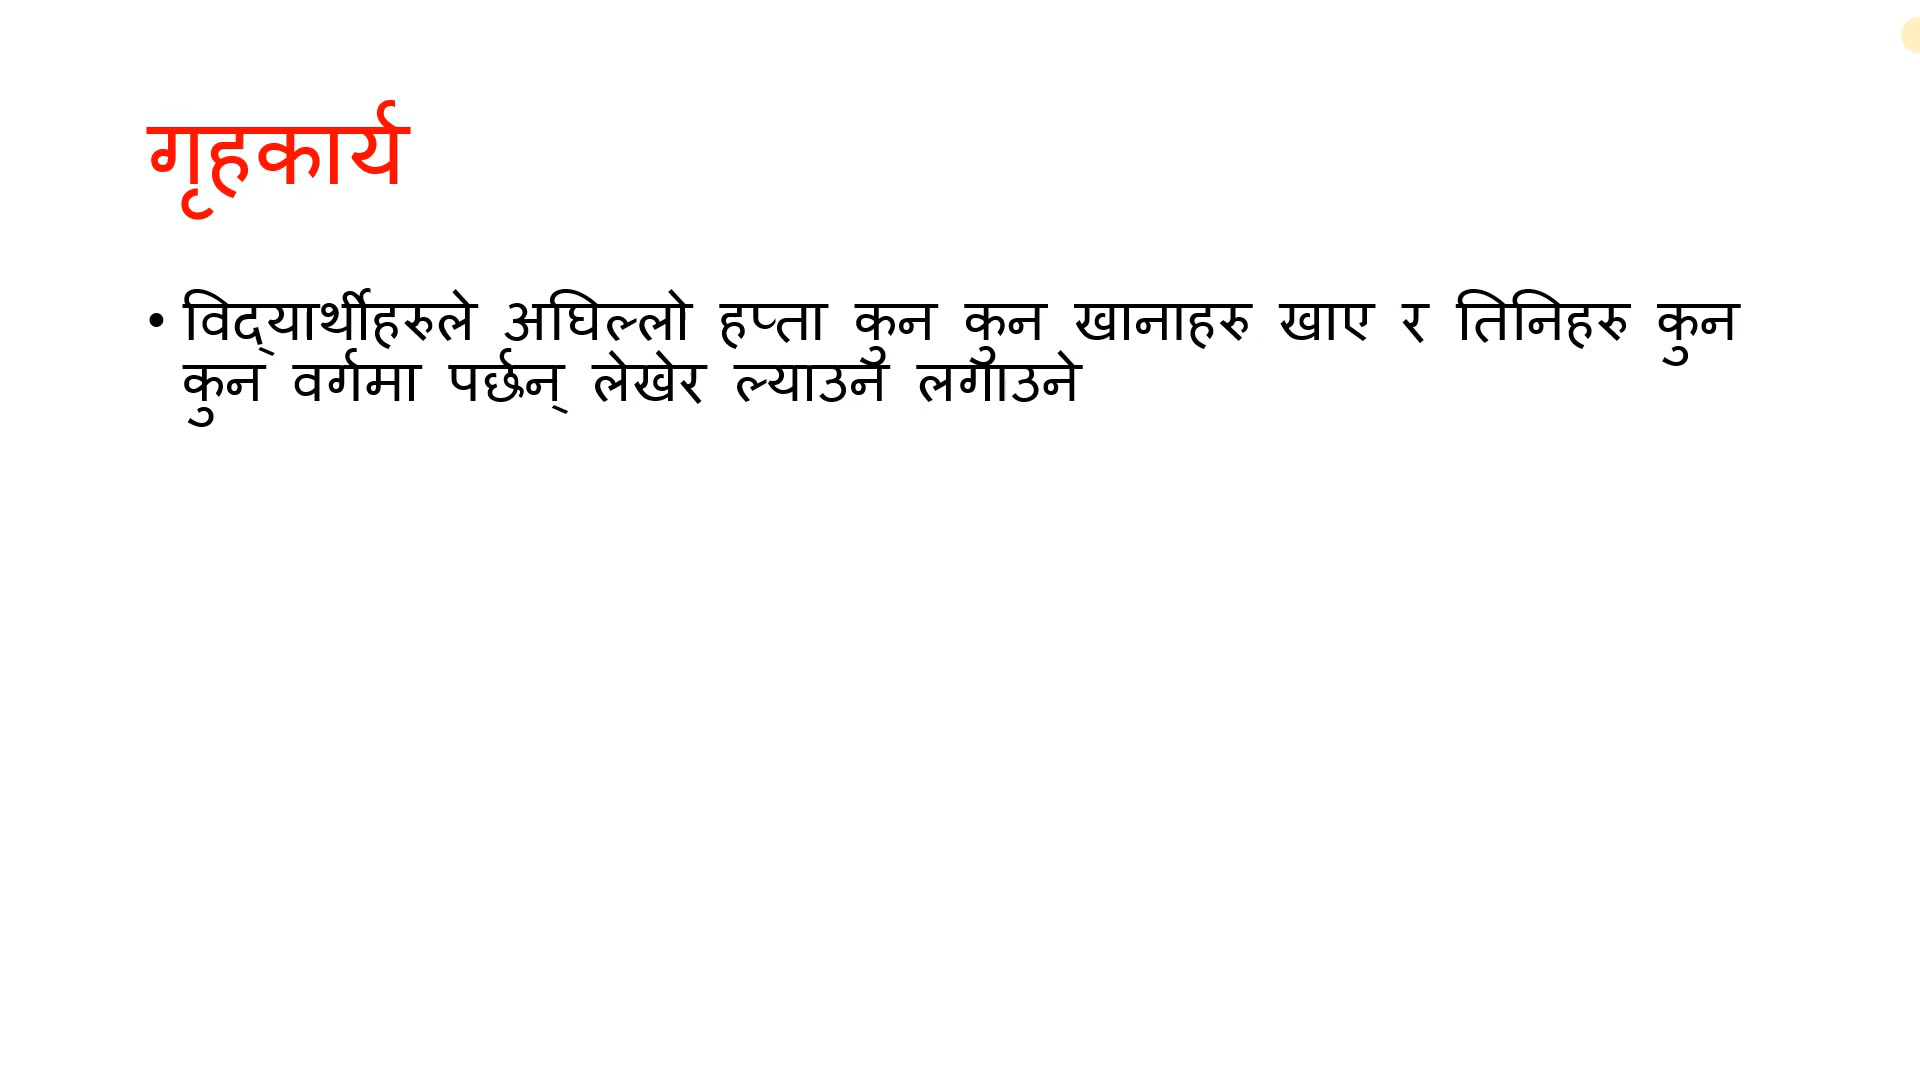 गृहकार्य
• विद्यार्थीहरुले अघिल्लो हप्ता कुन कुन खानाहरु खाए र तिनिहरु कुन
कुन वर्गमा पर्छन् लेखेर ल्याउन लगाउने